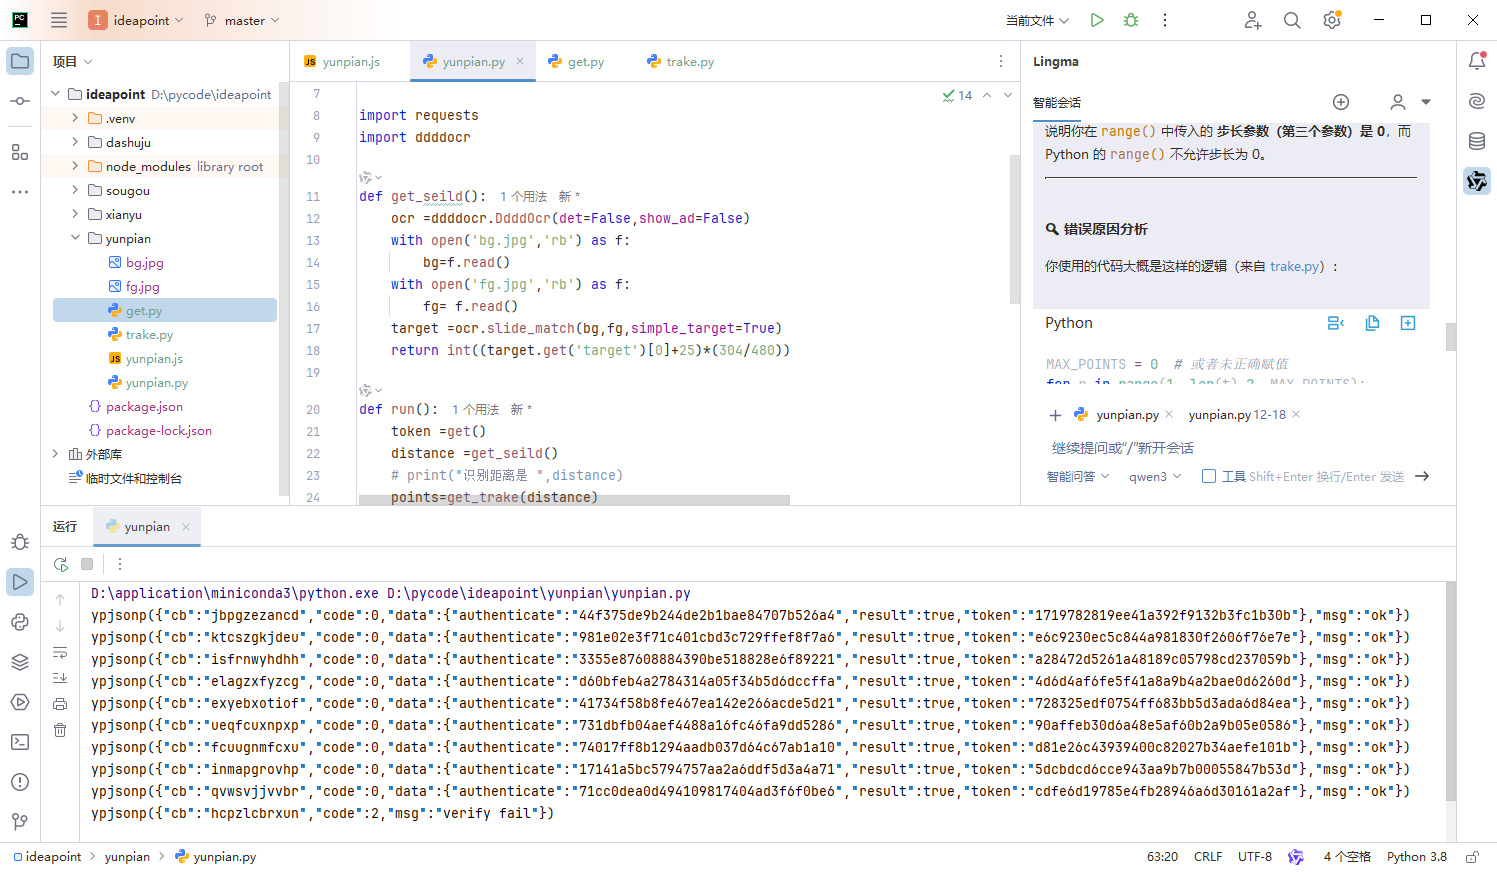 PC
I ideapoint
master
当前文件
项目
ideapoint D:\pycode\ideapoint
.venv
dashuju
node_modules library root
sougou
xianyu
yunpian
bg.jpg
fg.jpg
get.py
trake.py
JS yunpian.js
yunpian.py
package.json
package-lock.json
外部库
临时文件和控制台
JS yunpian.js
yunpian.py
get.py
trake.py
14
7
8 import requests
9 import ddddocr
10
11 def get_seild(): 1 个用法 新 *
12 ocr =ddddocr.DdddOcr(det=False,show_ad=False)
13 with open('bg.jpg','rb') as f:
14 bg=f.read()
15 with open('fg.jpg','rb') as f:
16 fg= f.read()
17 target =ocr.slide_match(bg,fg,simple_target=True)
18 return int((target.get('target')[0]+25)*(304/480))
19
20 def run(): 1 个用法 新 *
21 token =get()
22 distance =get_seild()
23 # print("识别距离是 ",distance)
24 points=get_trake(distance)
Lingma
智能会话
说明你在 range() 中传入的 步长参数（第三个参数）是 0，而
Python 的 range() 不允许步长为 0。
错误原因分析
你使用的代码大概是这样的逻辑（来自 trake.py）：
Python
MAX_POINTS = 0 # 或者未正确赋值
for n in range(1, len(t)-2, MAX_POINTS):
yunpian.py
yunpian.py 12-18
继续提问或“/”新开会话
智能问答
qwen3
工具
Shift+Enter 换行/Enter 发送
运行
yunpian
D:\application\miniconda3\python.exe D:\pycode\ideapoint\yunpian\yunpian.py
ypjsonp({"cb":"jbpgzezancd","code":0,"data":{"authenticate":"44f375de9b244de2b1bae84707b526a4","result":true,"token":"1719782819ee41a392f9132b3fc1b30b"},"msg":"ok"})
ypjsonp({"cb":"ktcszgkjdeu","code":0,"data":{"authenticate":"981e02e3f71c401cbd3c729ffef8f7a6","result":true,"token":"e6c9230ec5c844a981830f2606f76e7e"},"msg":"ok"})
ypjsonp({"cb":"isfrnwyhdhh","code":0,"data":{"authenticate":"3355e87608884390be518828e6f89221","result":true,"token":"a28472d5261a48189c05798cd237059b"},"msg":"ok"})
ypjsonp({"cb":"elagzxfyzcg","code":0,"data":{"authenticate":"d60bfeb4a2784314a05f34b5d6dccffa","result":true,"token":"4d6d4af6fe5f41a8a9b4a2bae0d6260d"},"msg":"ok"})
ypjsonp({"cb":"exyebxotiof","code":0,"data":{"authenticate":"41734f58b8fe467ea142e266acde5d21","result":true,"token":"728325edf0754ff683bb5d3ada6d84ea"},"msg":"ok"})
ypjsonp({"cb":"ueqfcuxnpxp","code":0,"data":{"authenticate":"731dbfb04aef4488a16fc46fa9dd5286","result":true,"token":"90affeb30d6a48e5af60b2a9b05e0586"},"msg":"ok"})
ypjsonp({"cb":"fcuugnmfcxu","code":0,"data":{"authenticate":"74017ff8b1294aadb037d64c67ab1a10","result":true,"token":"d81e26c43939400c82027b34aefe101b"},"msg":"ok"})
ypjsonp({"cb":"inmapgrovhp","code":0,"data":{"authenticate":"17141a5bc5794757aa2a6ddf5d3a4a71","result":true,"token":"5dcbdcd6cce943aa9b7b00055847b53d"},"msg":"ok"})
ypjsonp({"cb":"qvwsvjjvvbr","code":0,"data":{"authenticate":"71cc0dea0d494109817404ad3f6f0be6","result":true,"token":"cdfe6d19785e4fb28946a6d30161a2af"},"msg":"ok"})
ypjsonp({"cb":"hcpzlcbrxun","code":2,"msg":"verify fail"})
ideapoint
yunpian
yunpian.py
63:20
CRLF
UTF-8
4 个空格
Python 3.8